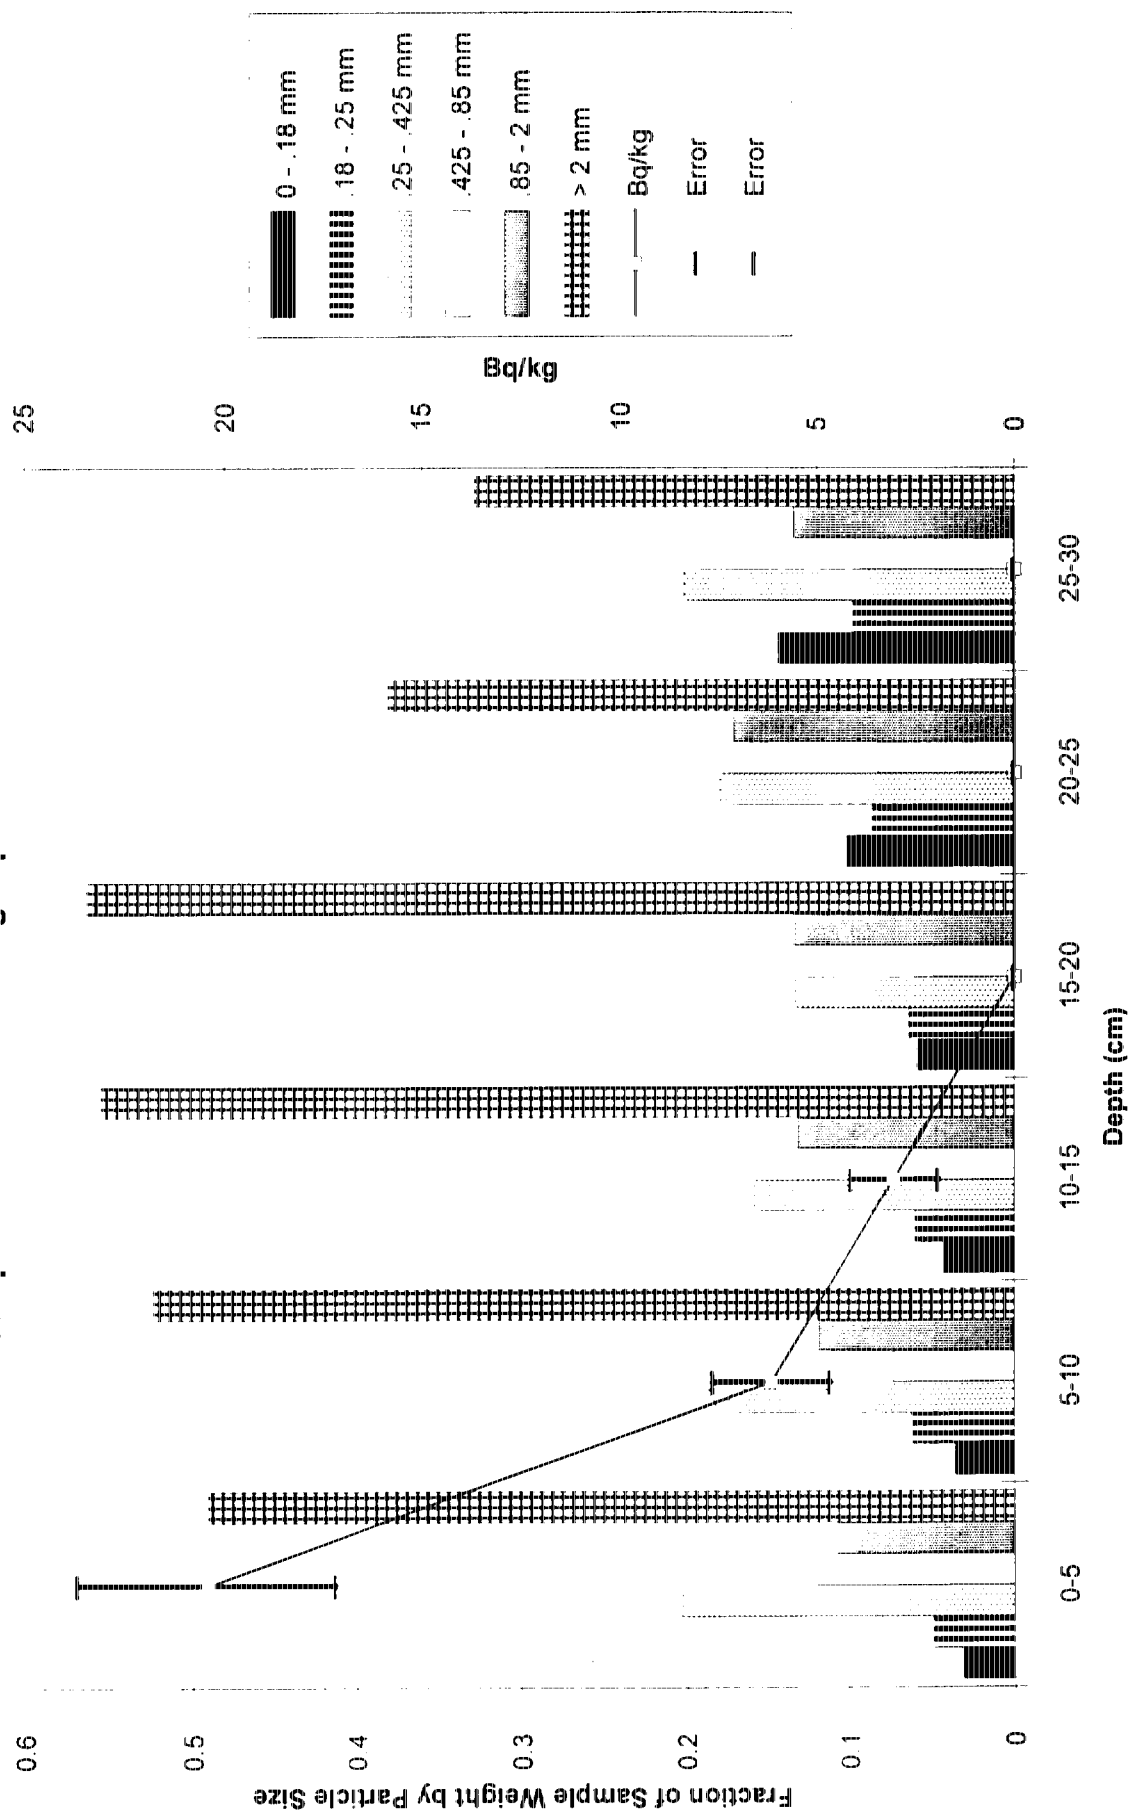 Fraction of Sample Weight by Particle Size
0.6
0.5
0.4
0.3
0.2
0.1
0
0-5
5-10
10-15
15-20
20-25
25-30
Depth (cm)
25
20
15
10
5
0
Bq/kg
0 - .18 mm
.18 - .25 mm
.25 - .425 mm
.425 - .85 mm
.85 - 2 mm
> 2 mm
Bq/kg
Error
Error